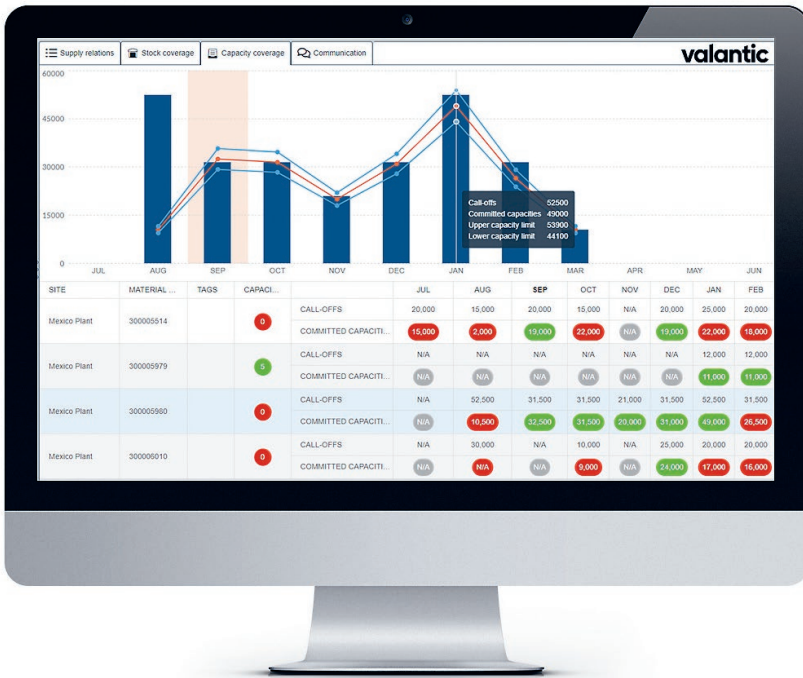 Supply relations Stock coverage Capacity coverage Communication valantic
60000
45000
30000
15000
0
JUL AUG SEP OCT NOV DEC JAN FEB MAR APR MAY JUN
Call-offs 52500
Committed capacities 49000
Upper capacity limit 53900
Lower capacity limit 44100
SITE MATERIAL ... TAGS CAPACI... JUL AUG SEP OCT NOV DEC JAN FEB
CALL-OFFS 20,000 15,000 20,000 15,000 N/A 20,000 25,000 20,000
Mexico Plant 300005514 0
COMMITTED CAPACITI... 15,000 2,000 19,000 22,000 N/A 19,000 22,000 18,000
CALL-OFFS N/A N/A N/A N/A N/A N/A 12,000 12,000
Mexico Plant 300005979 5
COMMITTED CAPACITI... N/A N/A N/A N/A N/A N/A 11,000 11,000
CALL-OFFS N/A 52,500 31,500 31,500 21,000 31,500 52,500 31,500
Mexico Plant 300005980 0
COMMITTED CAPACITI... N/A 10,500 32,500 31,500 20,000 31,000 49,000 26,500
CALL-OFFS N/A 30,000 N/A 10,000 N/A 25,000 20,000 20,000
Mexico Plant 300006010 0
COMMITTED CAPACITI... N/A N/A N/A 9,000 N/A 24,000 17,000 16,000